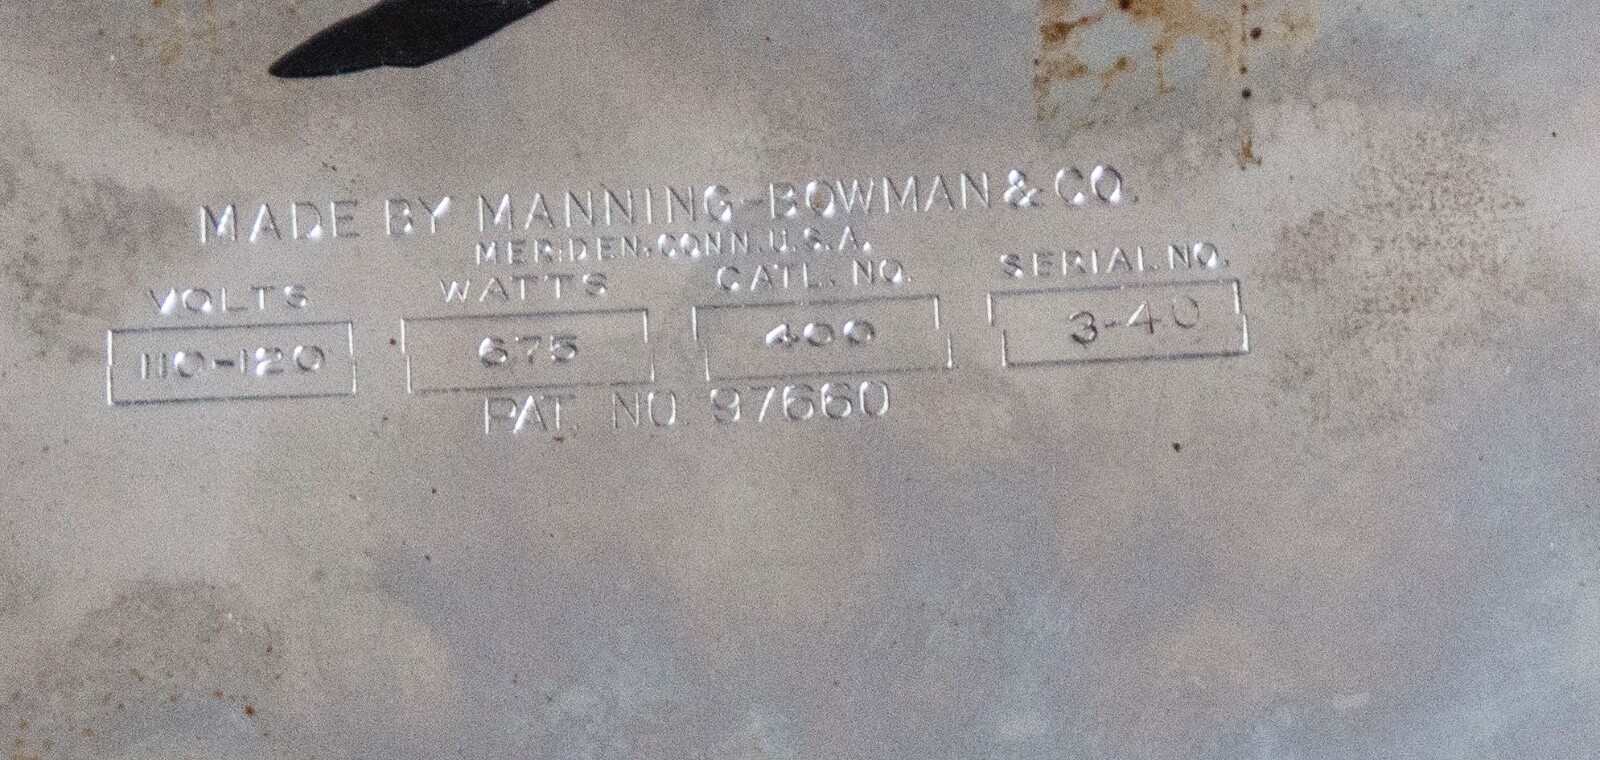 MADE BY MANNING-BOWMAN & CO.
MERIDEN, CONN. U.S.A.
VOLTS WATTS CATL. NO. SERIAL NO.
110-120 675 400 3-40
PAT. NO. 97660